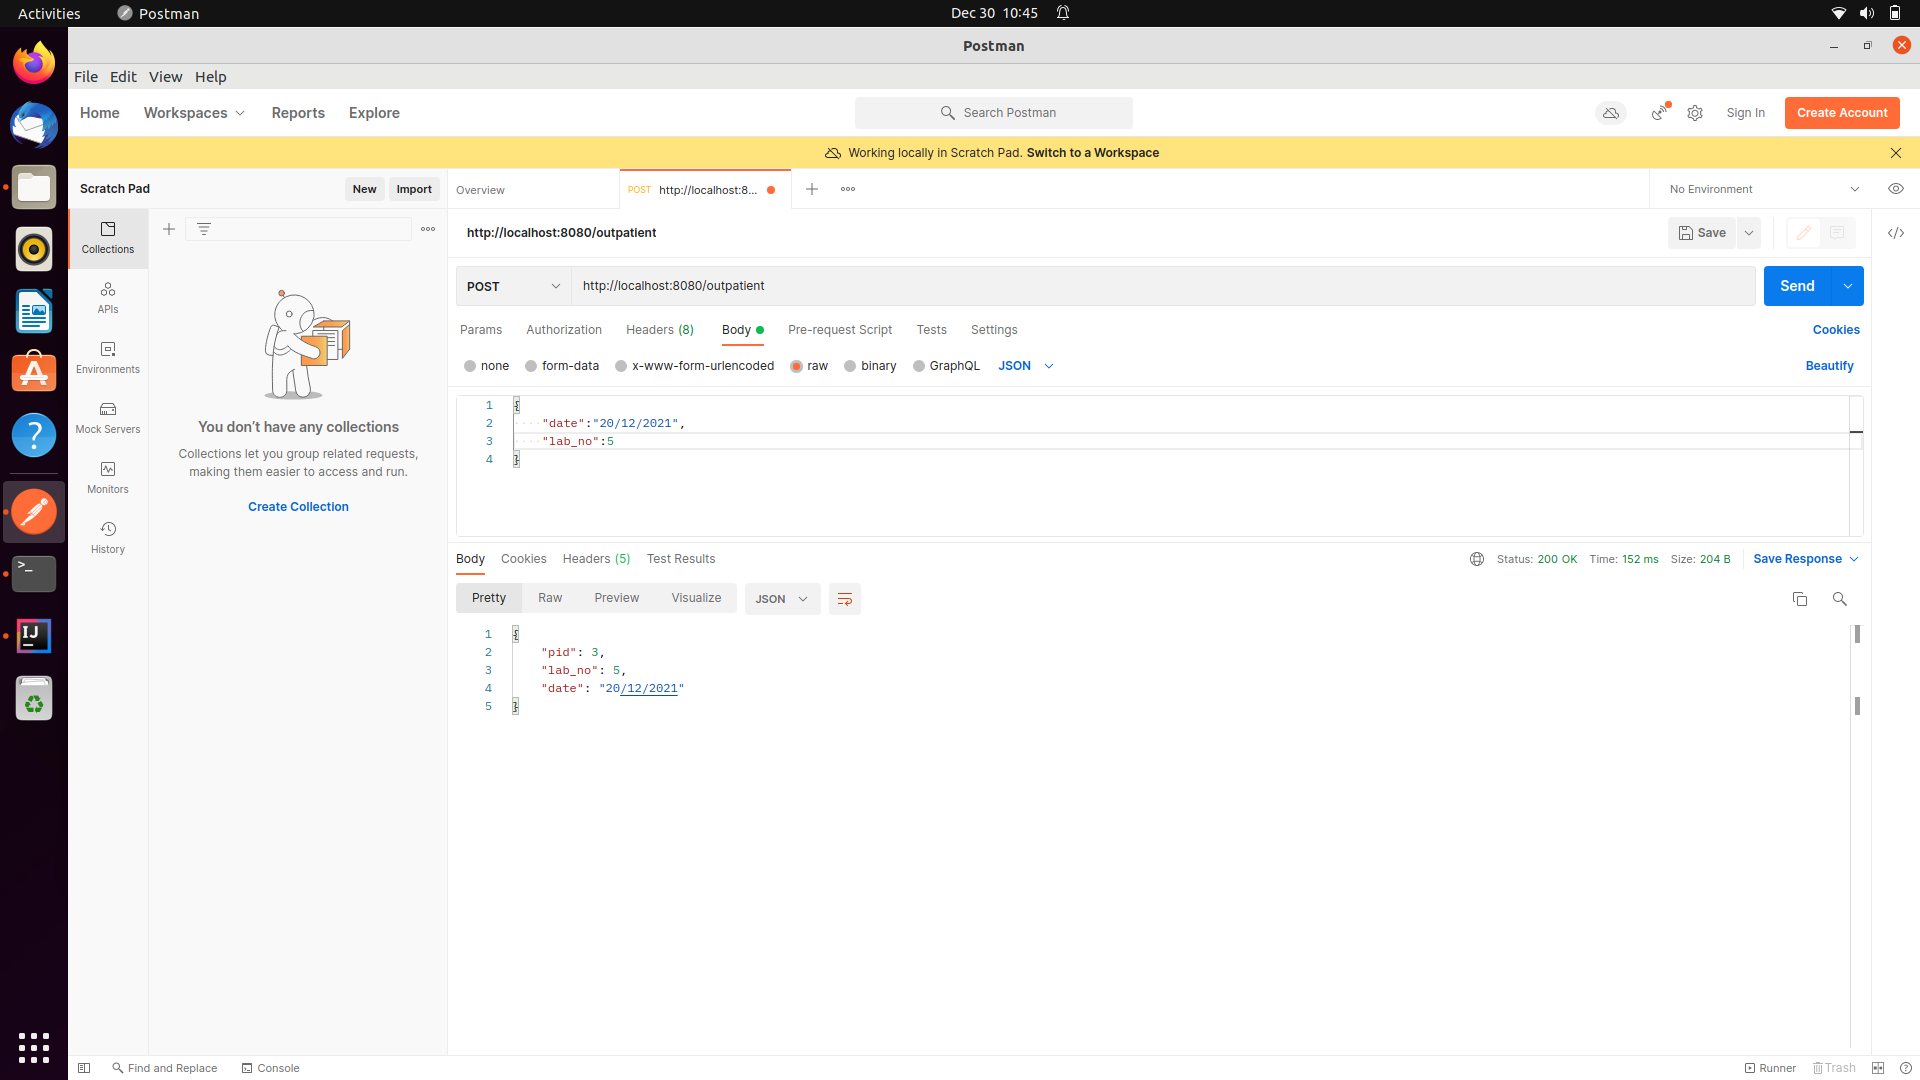 Activities Postman Dec 30 10:45
Postman
File Edit View Help
Home Workspaces Reports Explore Search Postman Sign In Create Account
Working locally in Scratch Pad. Switch to a Workspace
Scratch Pad New Import Overview POST http://localhost:8... No Environment
Collections
http://localhost:8080/outpatient Save
POST http://localhost:8080/outpatient Send
APIs
Params Authorization Headers (8) Body Pre-request Script Tests Settings Cookies
Environments
none form-data x-www-form-urlencoded raw binary GraphQL JSON Beautify
Mock Servers
Monitors
History
You don't have any collections
Collections let you group related requests,
making them easier to access and run.
Create Collection
1 {
2 "date":"20/12/2021",
3 "lab_no":5
4 }
Body Cookies Headers (5) Test Results Status: 200 OK Time: 152 ms Size: 204 B Save Response
Pretty Raw Preview Visualize JSON
1 {
2 "pid": 3,
3 "lab_no": 5,
4 "date": "20/12/2021"
5 }
Find and Replace Console Runner Trash